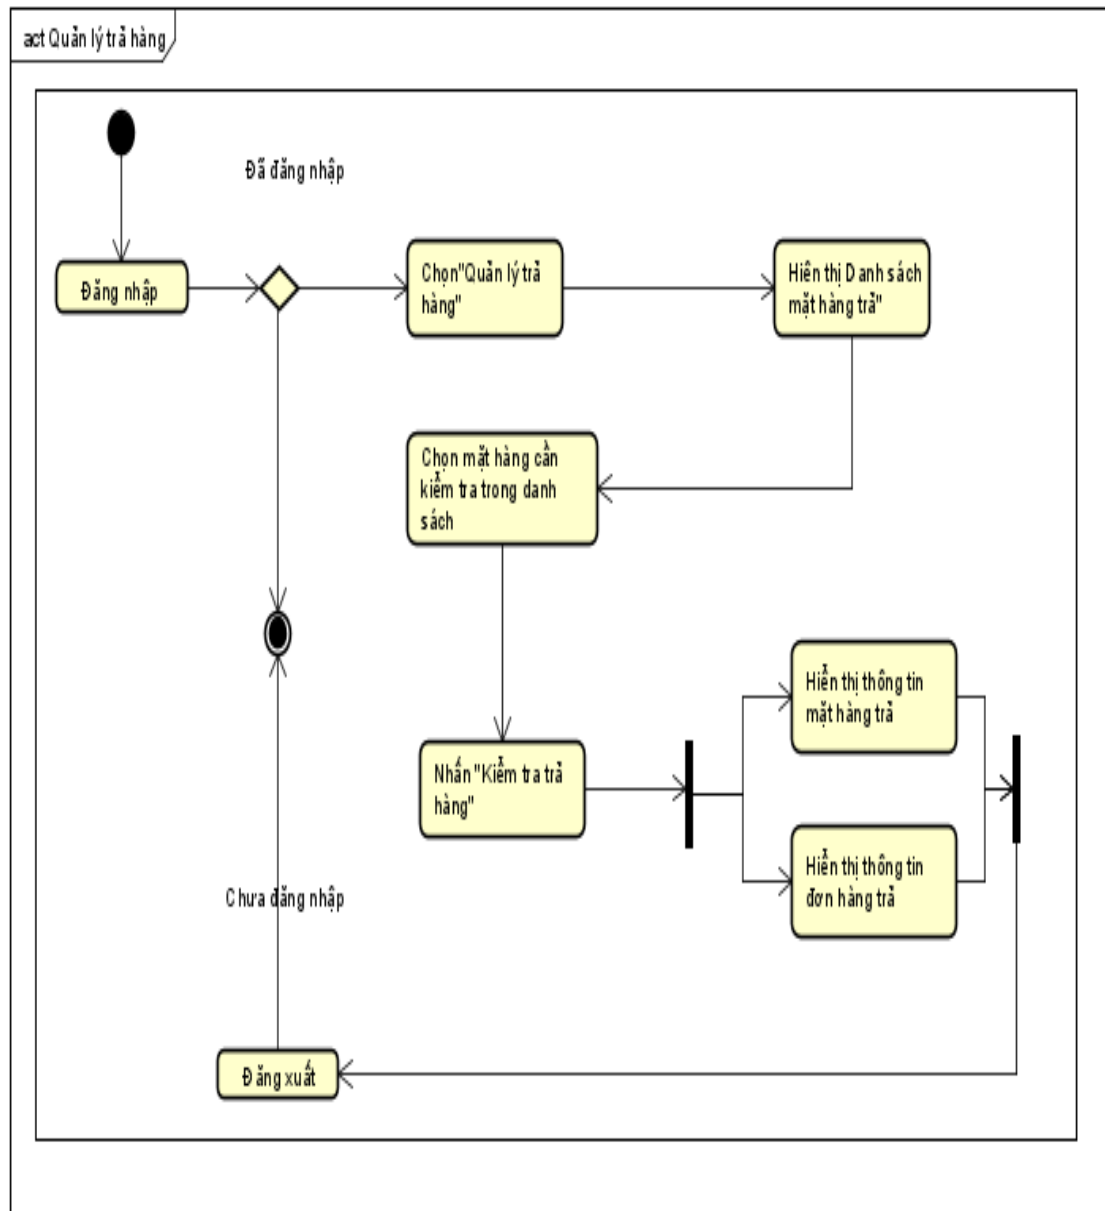 act Quản lý trả hàng
Đã đăng nhập
Đăng nhập
Chọn"Quản lý trả
hàng"
Hiên thị Danh sách
mặt hàng trả"
Chọn mặt hàng cần
kiểm tra trong danh
sách
Nhấn "Kiểm tra trả
hàng"
Hiển thị thông tin
mặt hàng trả
Hiển thị thông tin
đơn hàng trả
Chưa đăng nhập
Đăng xuất